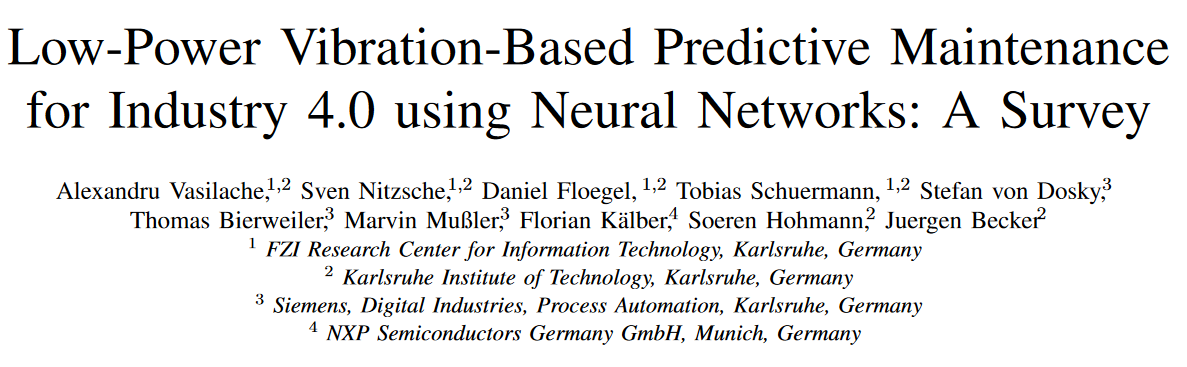 Low-Power Vibration-Based Predictive Maintenance
for Industry 4.0 using Neural Networks: A Survey
Alexandru Vasilache,1,2 Sven Nitzsche,1,2 Daniel Floegel, 1,2 Tobias Schuermann, 1,2 Stefan von Dosky,3
Thomas Bierweiler,3 Marvin Mußler,3 Florian Kälber,4 Soeren Hohmann,2 Juergen Becker2
1 FZI Research Center for Information Technology, Karlsruhe, Germany
2 Karlsruhe Institute of Technology, Karlsruhe, Germany
3 Siemens, Digital Industries, Process Automation, Karlsruhe, Germany
4 NXP Semiconductors Germany GmbH, Munich, Germany